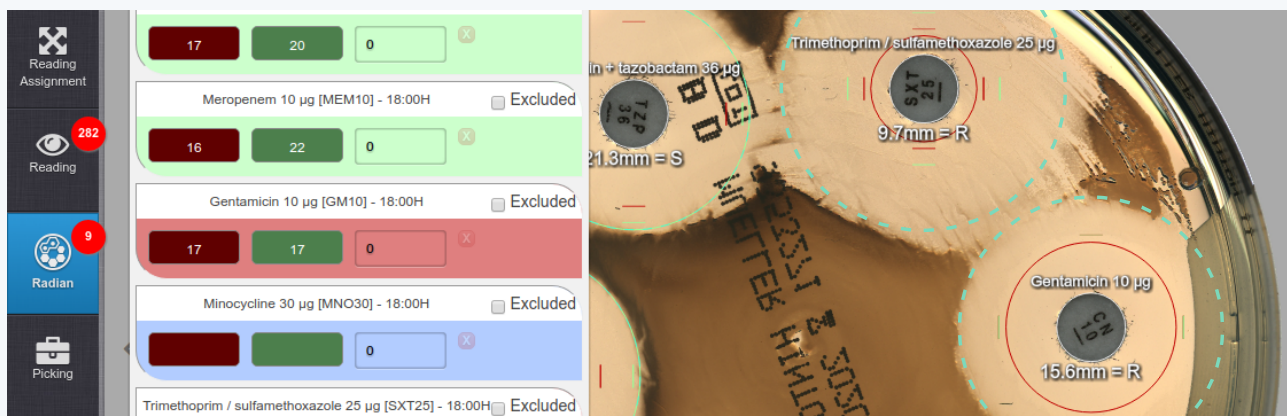 Reading
Assignment
282
Reading
9
Radian
Picking
17 20 0 X
Meropenem 10 µg [MEM10] - 18:00H Excluded
16 22 0 X
Gentamicin 10 µg [GM10] - 18:00H Excluded
17 17 0 X
Minocycline 30 µg [MNO30] - 18:00H Excluded
0 X
Trimethoprim / sulfamethoxazole 25 µg [SXT25] - 18:00H Excluded
Trimethoprim / sulfamethoxazole 25 µg
in + tazobactam 36 µg
TZP
36
21.3mm = S
SXT
25
9.7mm = R
Gentamicin 10 µg
CN
10
15.6mm = R